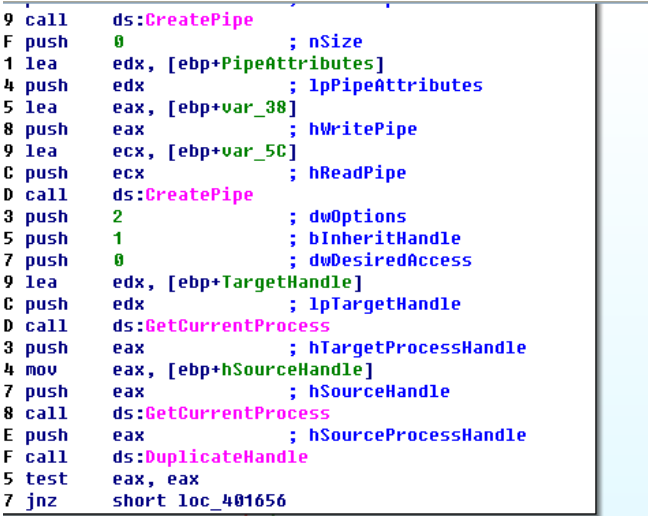 9 call ds:CreatePipe
F push 0 ; nSize
1 lea edx, [ebp+PipeAttributes]
4 push edx ; lpPipeAttributes
5 lea eax, [ebp+var_38]
8 push eax ; hWritePipe
9 lea ecx, [ebp+var_5C]
C push ecx ; hReadPipe
D call ds:CreatePipe
3 push 2 ; dwOptions
5 push 1 ; bInheritHandle
7 push 0 ; dwDesiredAccess
9 lea edx, [ebp+TargetHandle]
C push edx ; lpTargetHandle
D call ds:GetCurrentProcess
3 push eax ; hTargetProcessHandle
4 mov eax, [ebp+hSourceHandle]
7 push eax ; hSourceHandle
8 call ds:GetCurrentProcess
E push eax ; hSourceProcessHandle
F call ds:DuplicateHandle
5 test eax, eax
7 jnz short loc_401656